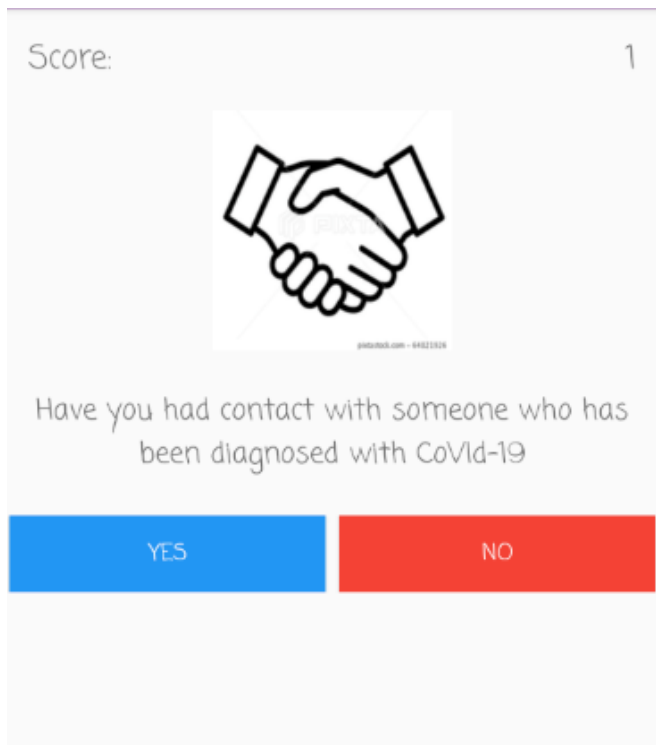 Score: 1
Have you had contact with someone who has
been diagnosed with CoVId-19
YES NO